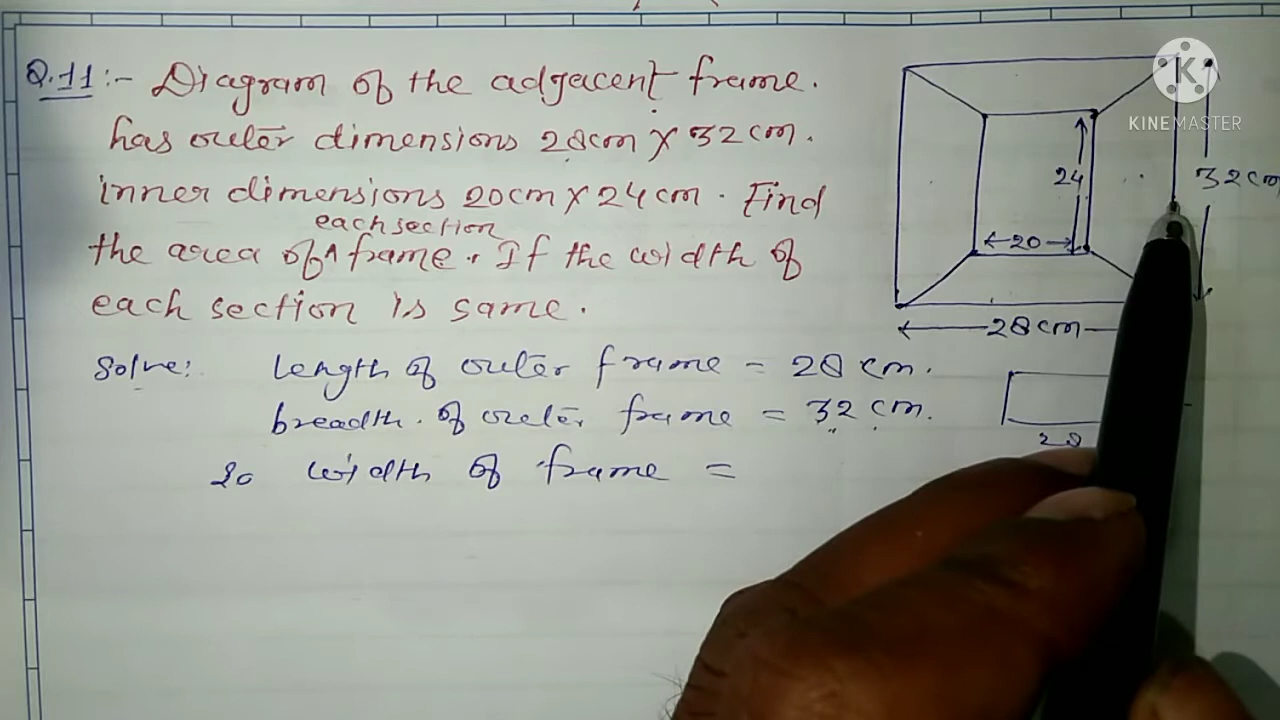 Q.11:- Diagram of the adjacent frame.
has outer dimensions 28cm × 32cm.
inner dimensions 20cm × 24cm. Find
each section
the area of ^ frame. If the width of
each section is same.
Solve: length of outer frame = 28 cm.
breadth. of outer frame = 32 cm.
So width of frame =
K
KINEMASTER
24
32cm
20
28cm
28